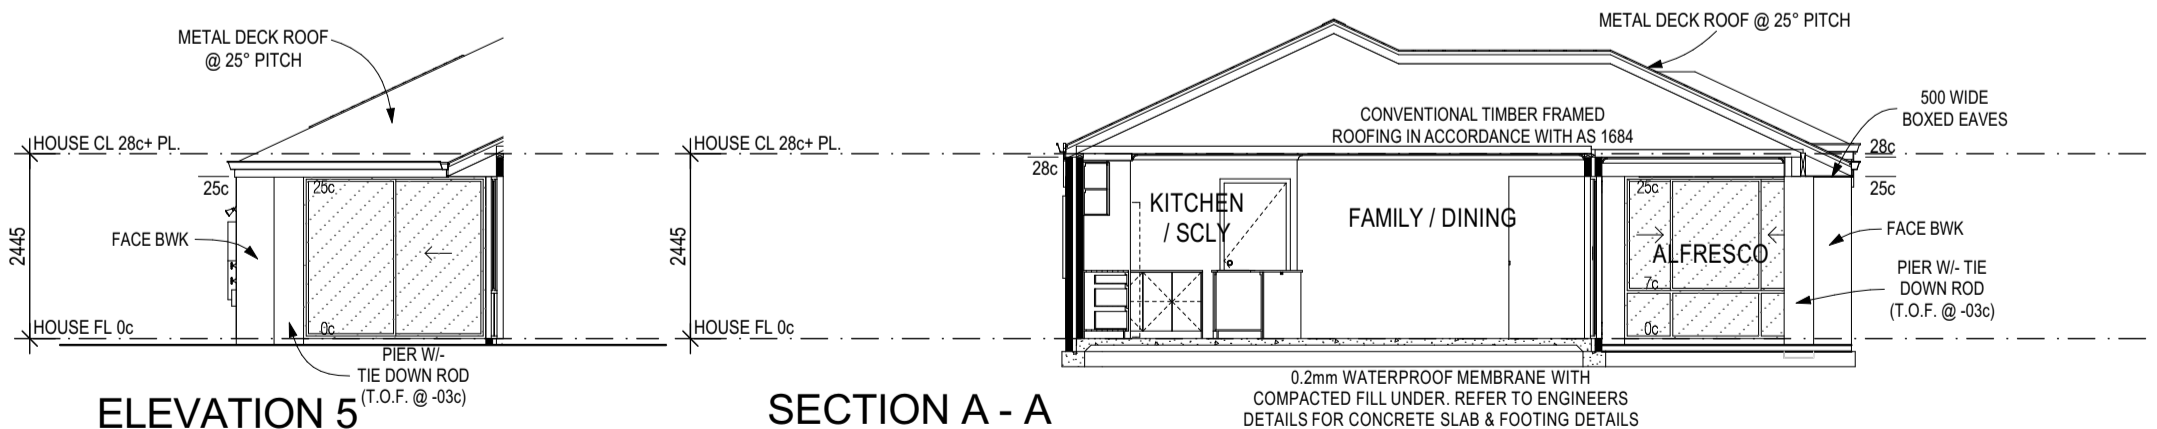 METAL DECK ROOF
@ 25° PITCH
HOUSE CL 28c+ PL.
25c
25c
2445
FACE BWK
HOUSE FL 0c
0c
PIER W/-
TIE DOWN ROD
(T.O.F. @ -03c)
ELEVATION 5
METAL DECK ROOF @ 25° PITCH
500 WIDE
BOXED EAVES
CONVENTIONAL TIMBER FRAMED
ROOFING IN ACCORDANCE WITH AS 1684
HOUSE CL 28c+ PL.
28c
28c
25c
25c
2445
KITCHEN
/ SCLY
FAMILY / DINING
ALFRESCO
FACE BWK
7c
PIER W/- TIE
DOWN ROD
(T.O.F. @ -03c)
HOUSE FL 0c
0c
0.2mm WATERPROOF MEMBRANE WITH
COMPACTED FILL UNDER. REFER TO ENGINEERS
DETAILS FOR CONCRETE SLAB & FOOTING DETAILS
SECTION A - A